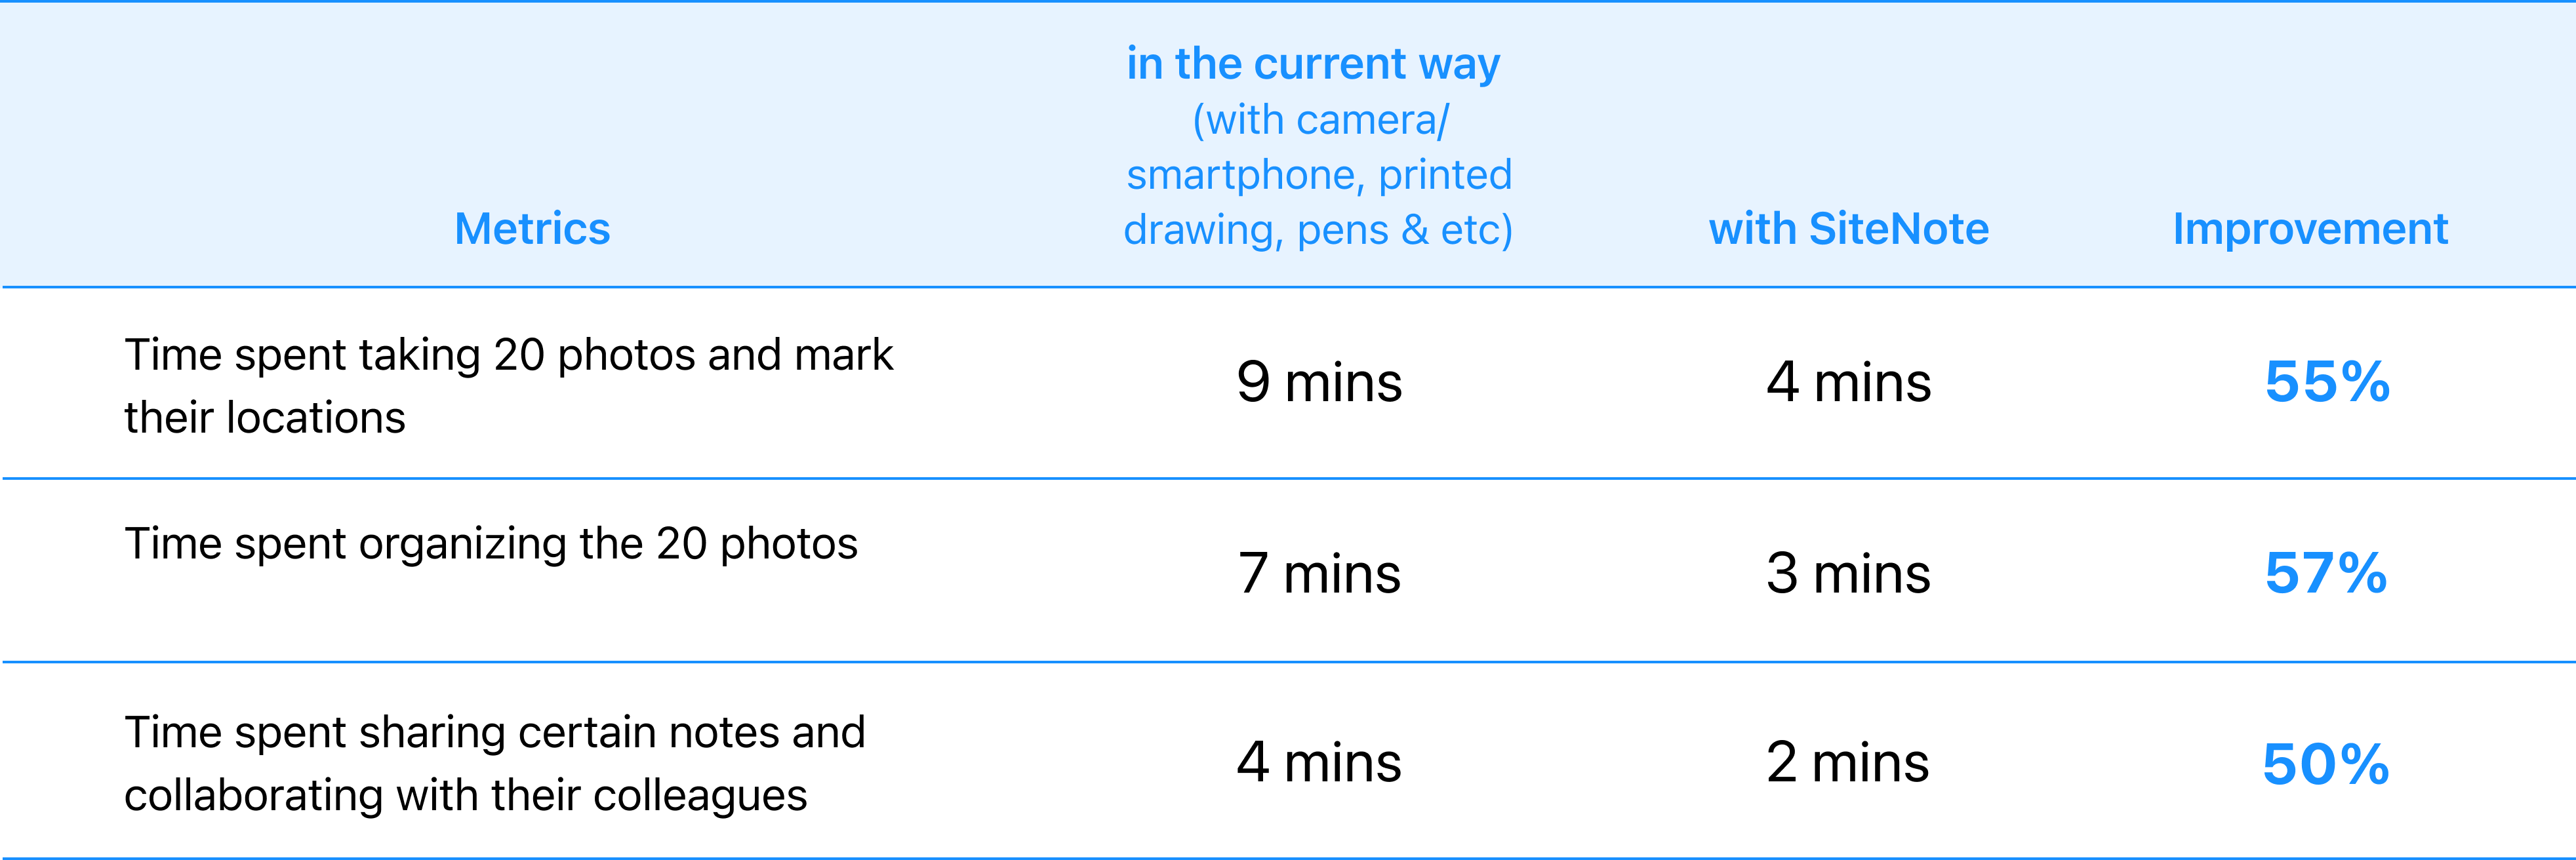 Metrics
in the current way
(with camera/
smartphone, printed
drawing, pens & etc)
with SiteNote
Improvement
Time spent taking 20 photos and mark
their locations
9 mins
4 mins
55%
Time spent organizing the 20 photos
7 mins
3 mins
57%
Time spent sharing certain notes and
collaborating with their colleagues
4 mins
2 mins
50%